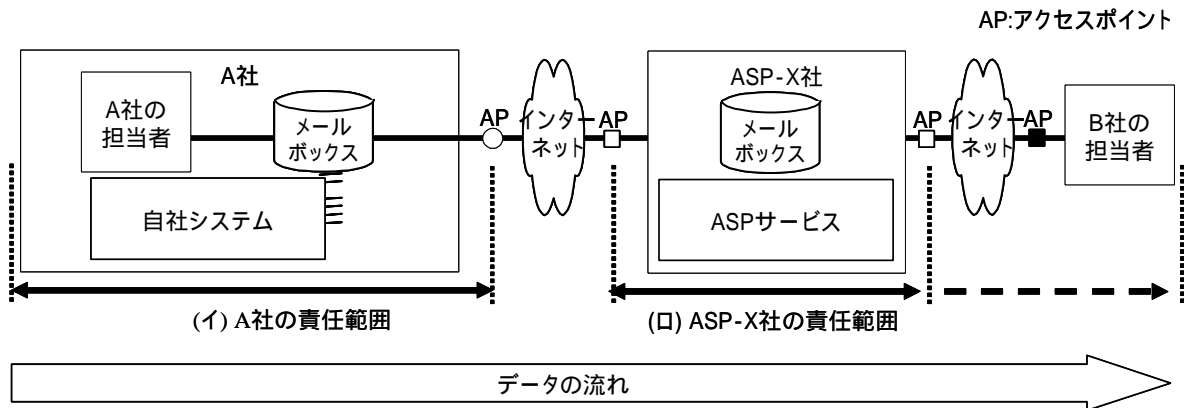 AP:アクセスポイント
A社
A社の
担当者
メール
ボックス
自社システム
AP
インター
ネット
AP
ASP-X社
メール
ボックス
ASPサービス
AP
インター
ネット
AP
B社の
担当者
(イ) A社の責任範囲
(ロ) ASP-X社の責任範囲
データの流れ